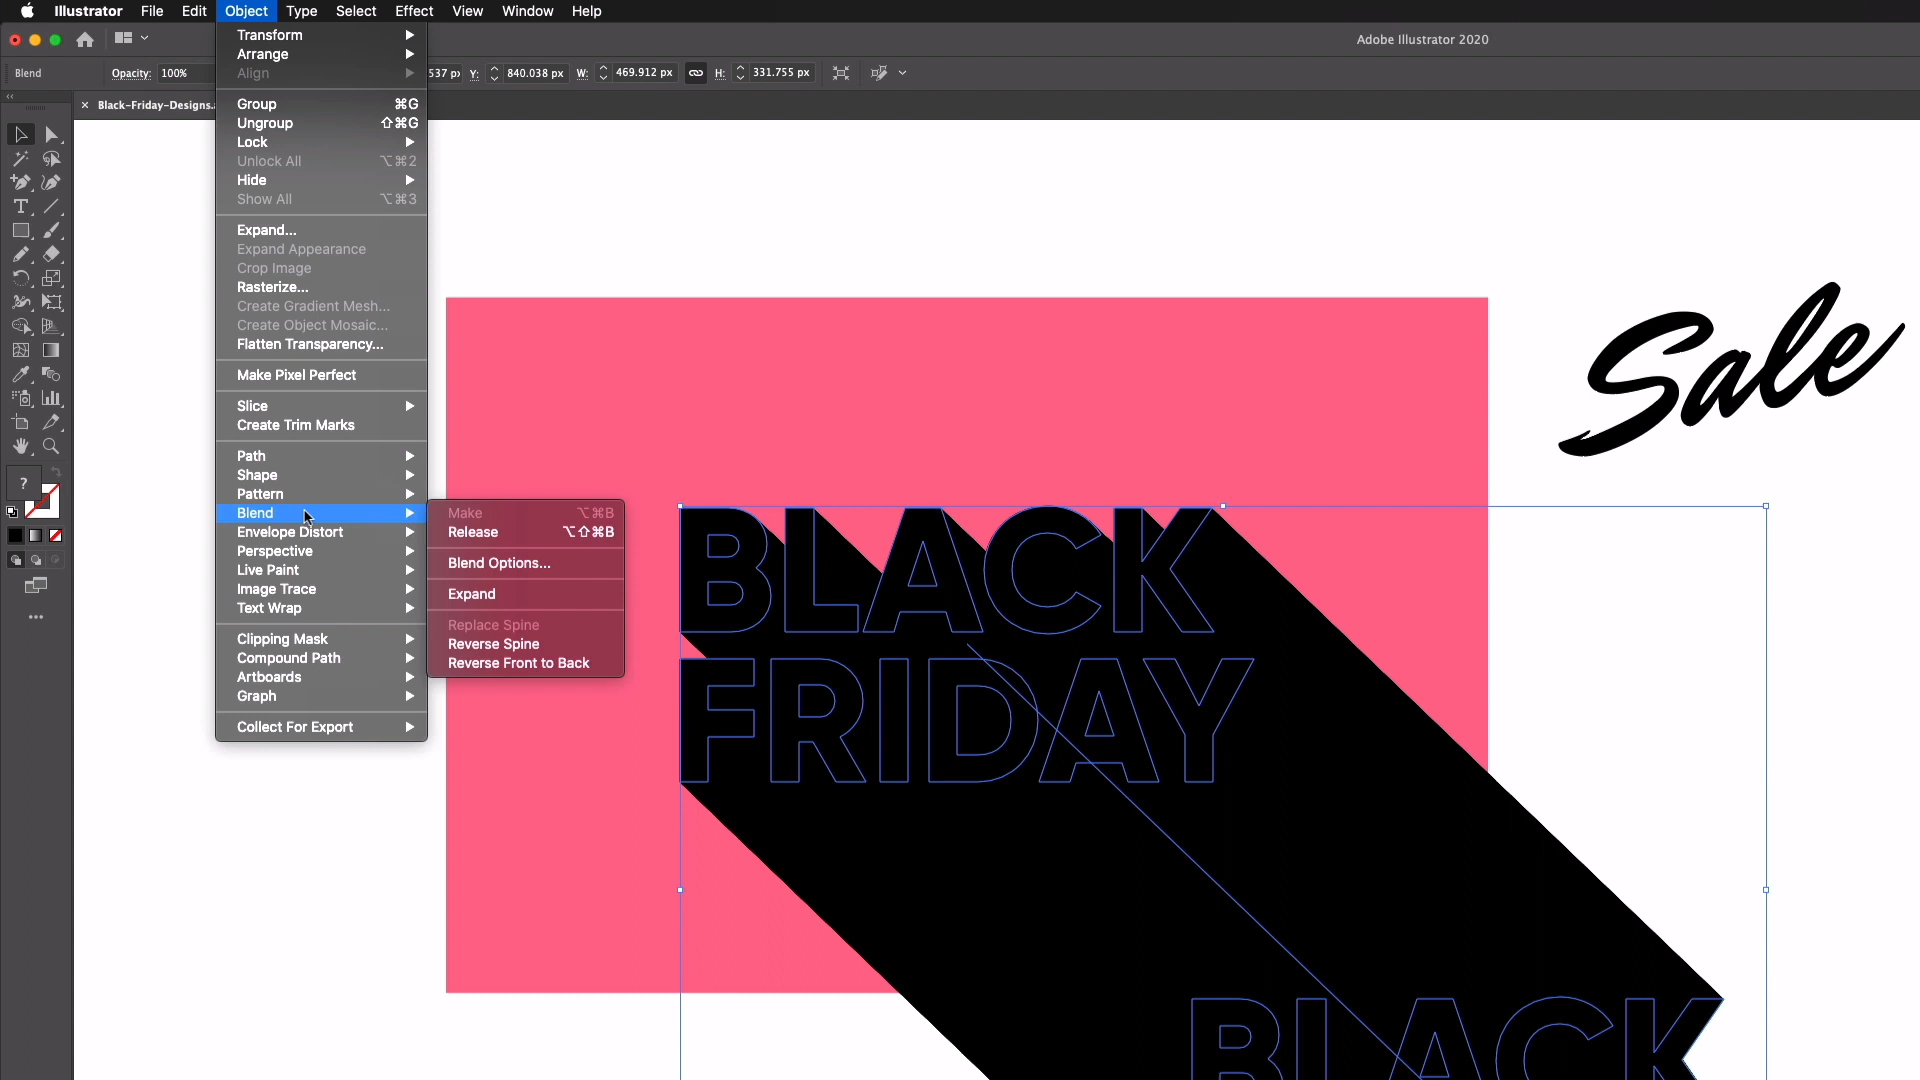 Illustrator File Edit Object Type Select Effect View Window Help
Adobe Illustrator 2020
Blend Opacity: 100% 537 px Y: 840.038 px W: 469.912 px H: 331.755 px
× Black-Friday-Designs.
Transform
Arrange
Align
Group ⌘G
Ungroup ⇧⌘G
Lock
Unlock All ⌥⌘2
Hide
Show All ⌥⌘3
Expand...
Expand Appearance
Crop Image
Rasterize...
Create Gradient Mesh...
Create Object Mosaic...
Flatten Transparency...
Make Pixel Perfect
Slice
Create Trim Marks
Path
Shape
Pattern
Blend
Envelope Distort
Perspective
Live Paint
Image Trace
Text Wrap
Clipping Mask
Compound Path
Artboards
Graph
Collect For Export
Make ⌥⌘B
Release ⌥⇧⌘B
Blend Options...
Expand
Replace Spine
Reverse Spine
Reverse Front to Back
?
Sale
BLACK
FRIDAY
BLACK